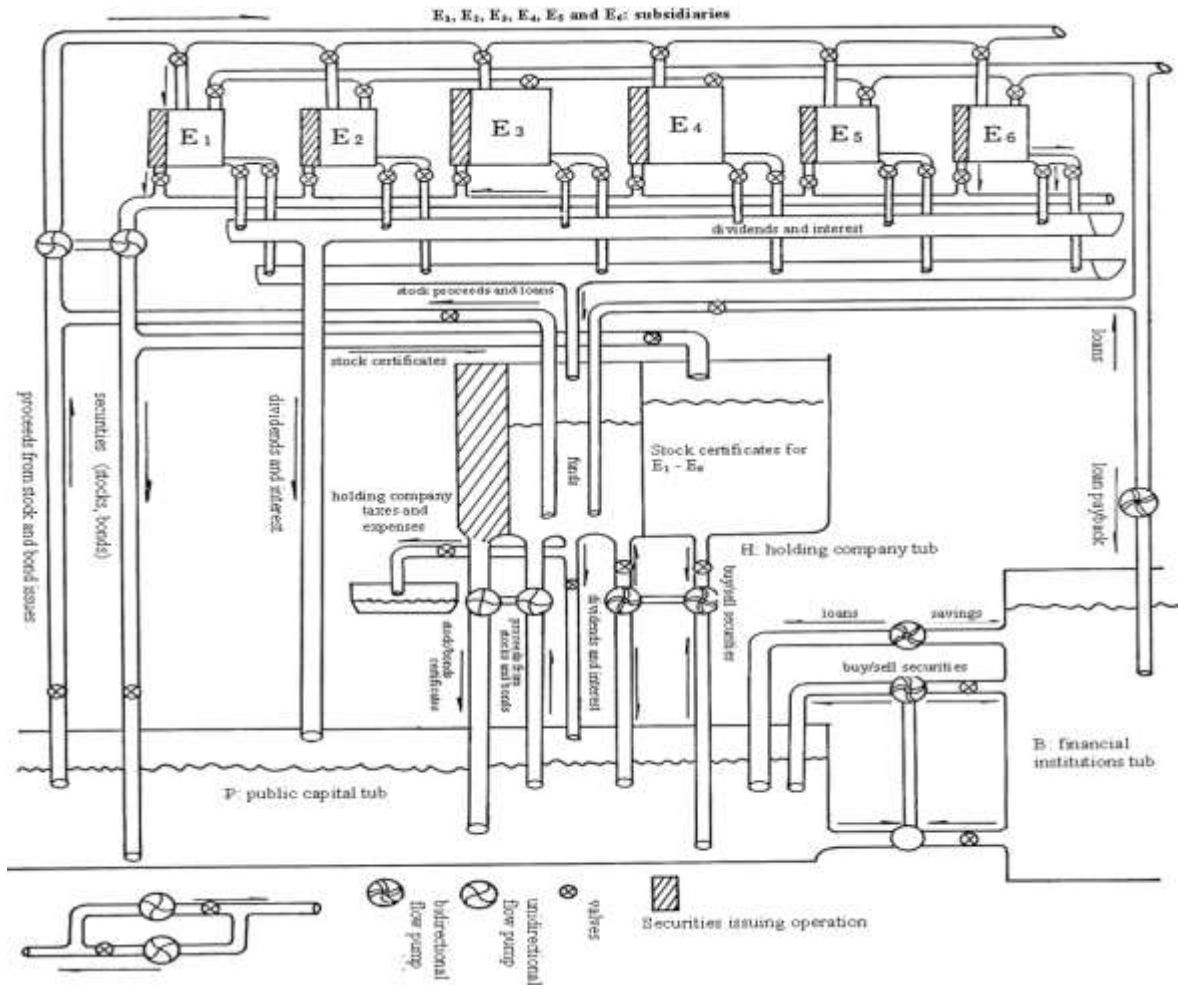 E₁, E₂, E₃, E₄, E₅ and E₆: subsidiaries
E₁
E₂
E₃
E₄
E₅
E₆
dividends and interest
stock proceeds and loans
stock certificates
proceeds from stock and bond issues
securties (stocks, bonds)
dividends and interest
loans
loan payback
funds
Stock certificates for
E₁ - E₆
holding company
taxes and
expenses
H: holding company tub
stock/bonds
certificates
proceeds from
stocks and bonds
dividends and interest
buy/sell securities
loans
savings
buy/sell securities
B: financial
institutions tub
P: public capital tub
bidirectional
flow pump,
unidirectional
flow pump
valves
Securities issuing operation